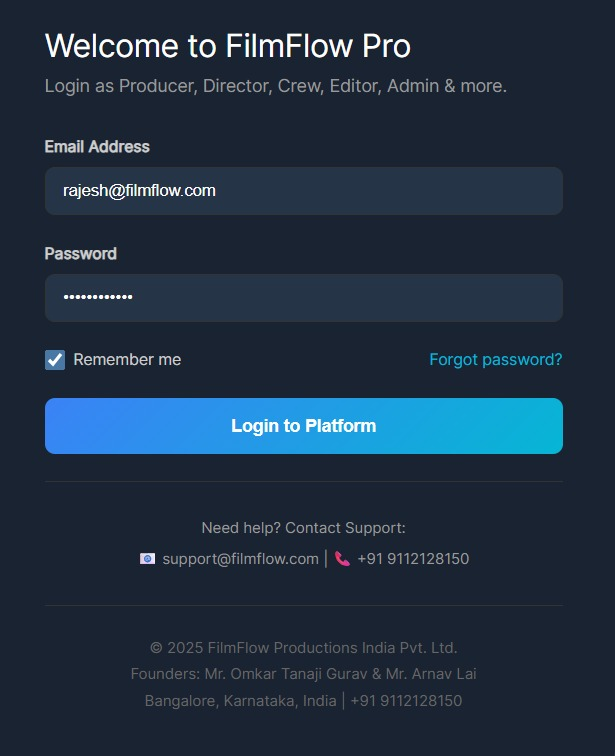 Welcome to FilmFlow Pro
Login as Producer, Director, Crew, Editor, Admin & more.
Email Address
rajesh@filmflow.com
Password
••••••••••••
Remember me
Forgot password?
Login to Platform
Need help? Contact Support:
📧 support@filmflow.com | 📞 +91 9112128150
© 2025 FilmFlow Productions India Pvt. Ltd.
Founders: Mr. Omkar Tanaji Gurav & Mr. Arnav Lai
Bangalore, Karnataka, India | +91 9112128150